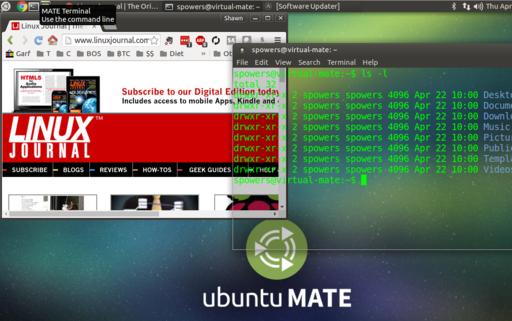 Linux Journal | The Ori...
spowers@virtual-mate: ~
[Software Updater]
Thu Apr
MATE Terminal
Use the command line
Linux Journal | The
Shawn
www.linuxjournal.com
Garf T C BOS BTC $$ Diet
HTML5
Subscribe to our Digital Edition today
Includes access to mobile Apps, Kindle and
LINUX
JOURNAL
™
SUBSCRIBE BLOGS REVIEWS HOW-TOS GEEK GUIDES HELP
spowers@virtual-mate: ~
File Edit View Search Terminal Help
spowers@virtual-mate:~$ ls -l
total 32
drwxr-xr-x 2 spowers spowers 4096 Apr 22 10:00 Deskto
drwxr-xr-x 2 spowers spowers 4096 Apr 22 10:00 Docume
drwxr-xr-x 2 spowers spowers 4096 Apr 22 10:00 Downlo
drwxr-xr-x 2 spowers spowers 4096 Apr 22 10:00 Music
drwxr-xr-x 2 spowers spowers 4096 Apr 22 10:00 Pictur
drwxr-xr-x 2 spowers spowers 4096 Apr 22 10:00 Public
drwxr-xr-x 2 spowers spowers 4096 Apr 22 10:00 Templa
drwxr-xr-x 2 spowers spowers 4096 Apr 22 10:00 Videos
spowers@virtual-mate:~$
ubuntu MATE